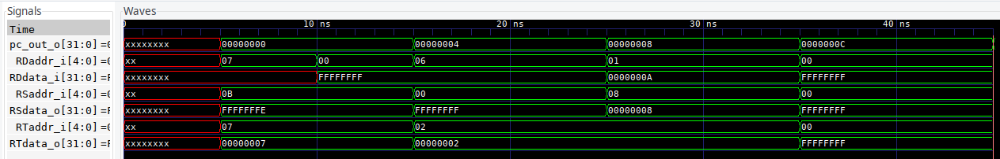 Signals Waves
Time 0 10 ns 20 ns 30 ns 40 ns
pc_out_o[31:0] =0 xxxxxxxx 00000000 00000004 00000008 0000000C
RDaddr_i[4:0] =0 xx 07 00 06 01 00
RDdata_i[31:0] =F xxxxxxxx FFFFFFFF 0000000A FFFFFFFF
RSaddr_i[4:0] =0 xx 0B 00 08 00
RSdata_o[31:0] =F xxxxxxxx FFFFFFFE FFFFFFFF 00000008 FFFFFFFF
RTaddr_i[4:0] =0 xx 07 02 00
RTdata_o[31:0] =F xxxxxxxx 00000007 00000002 FFFFFFFF